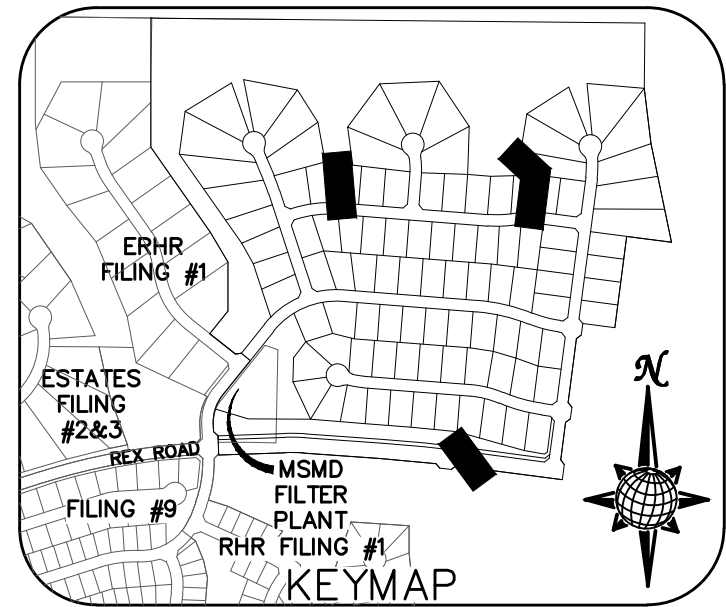 N
ERHR
FILING #1
ESTATES
FILING
#2&3
REX ROAD
MSMD
FILTER
PLANT
FILING #9
RHR FILING #1
KEYMAP